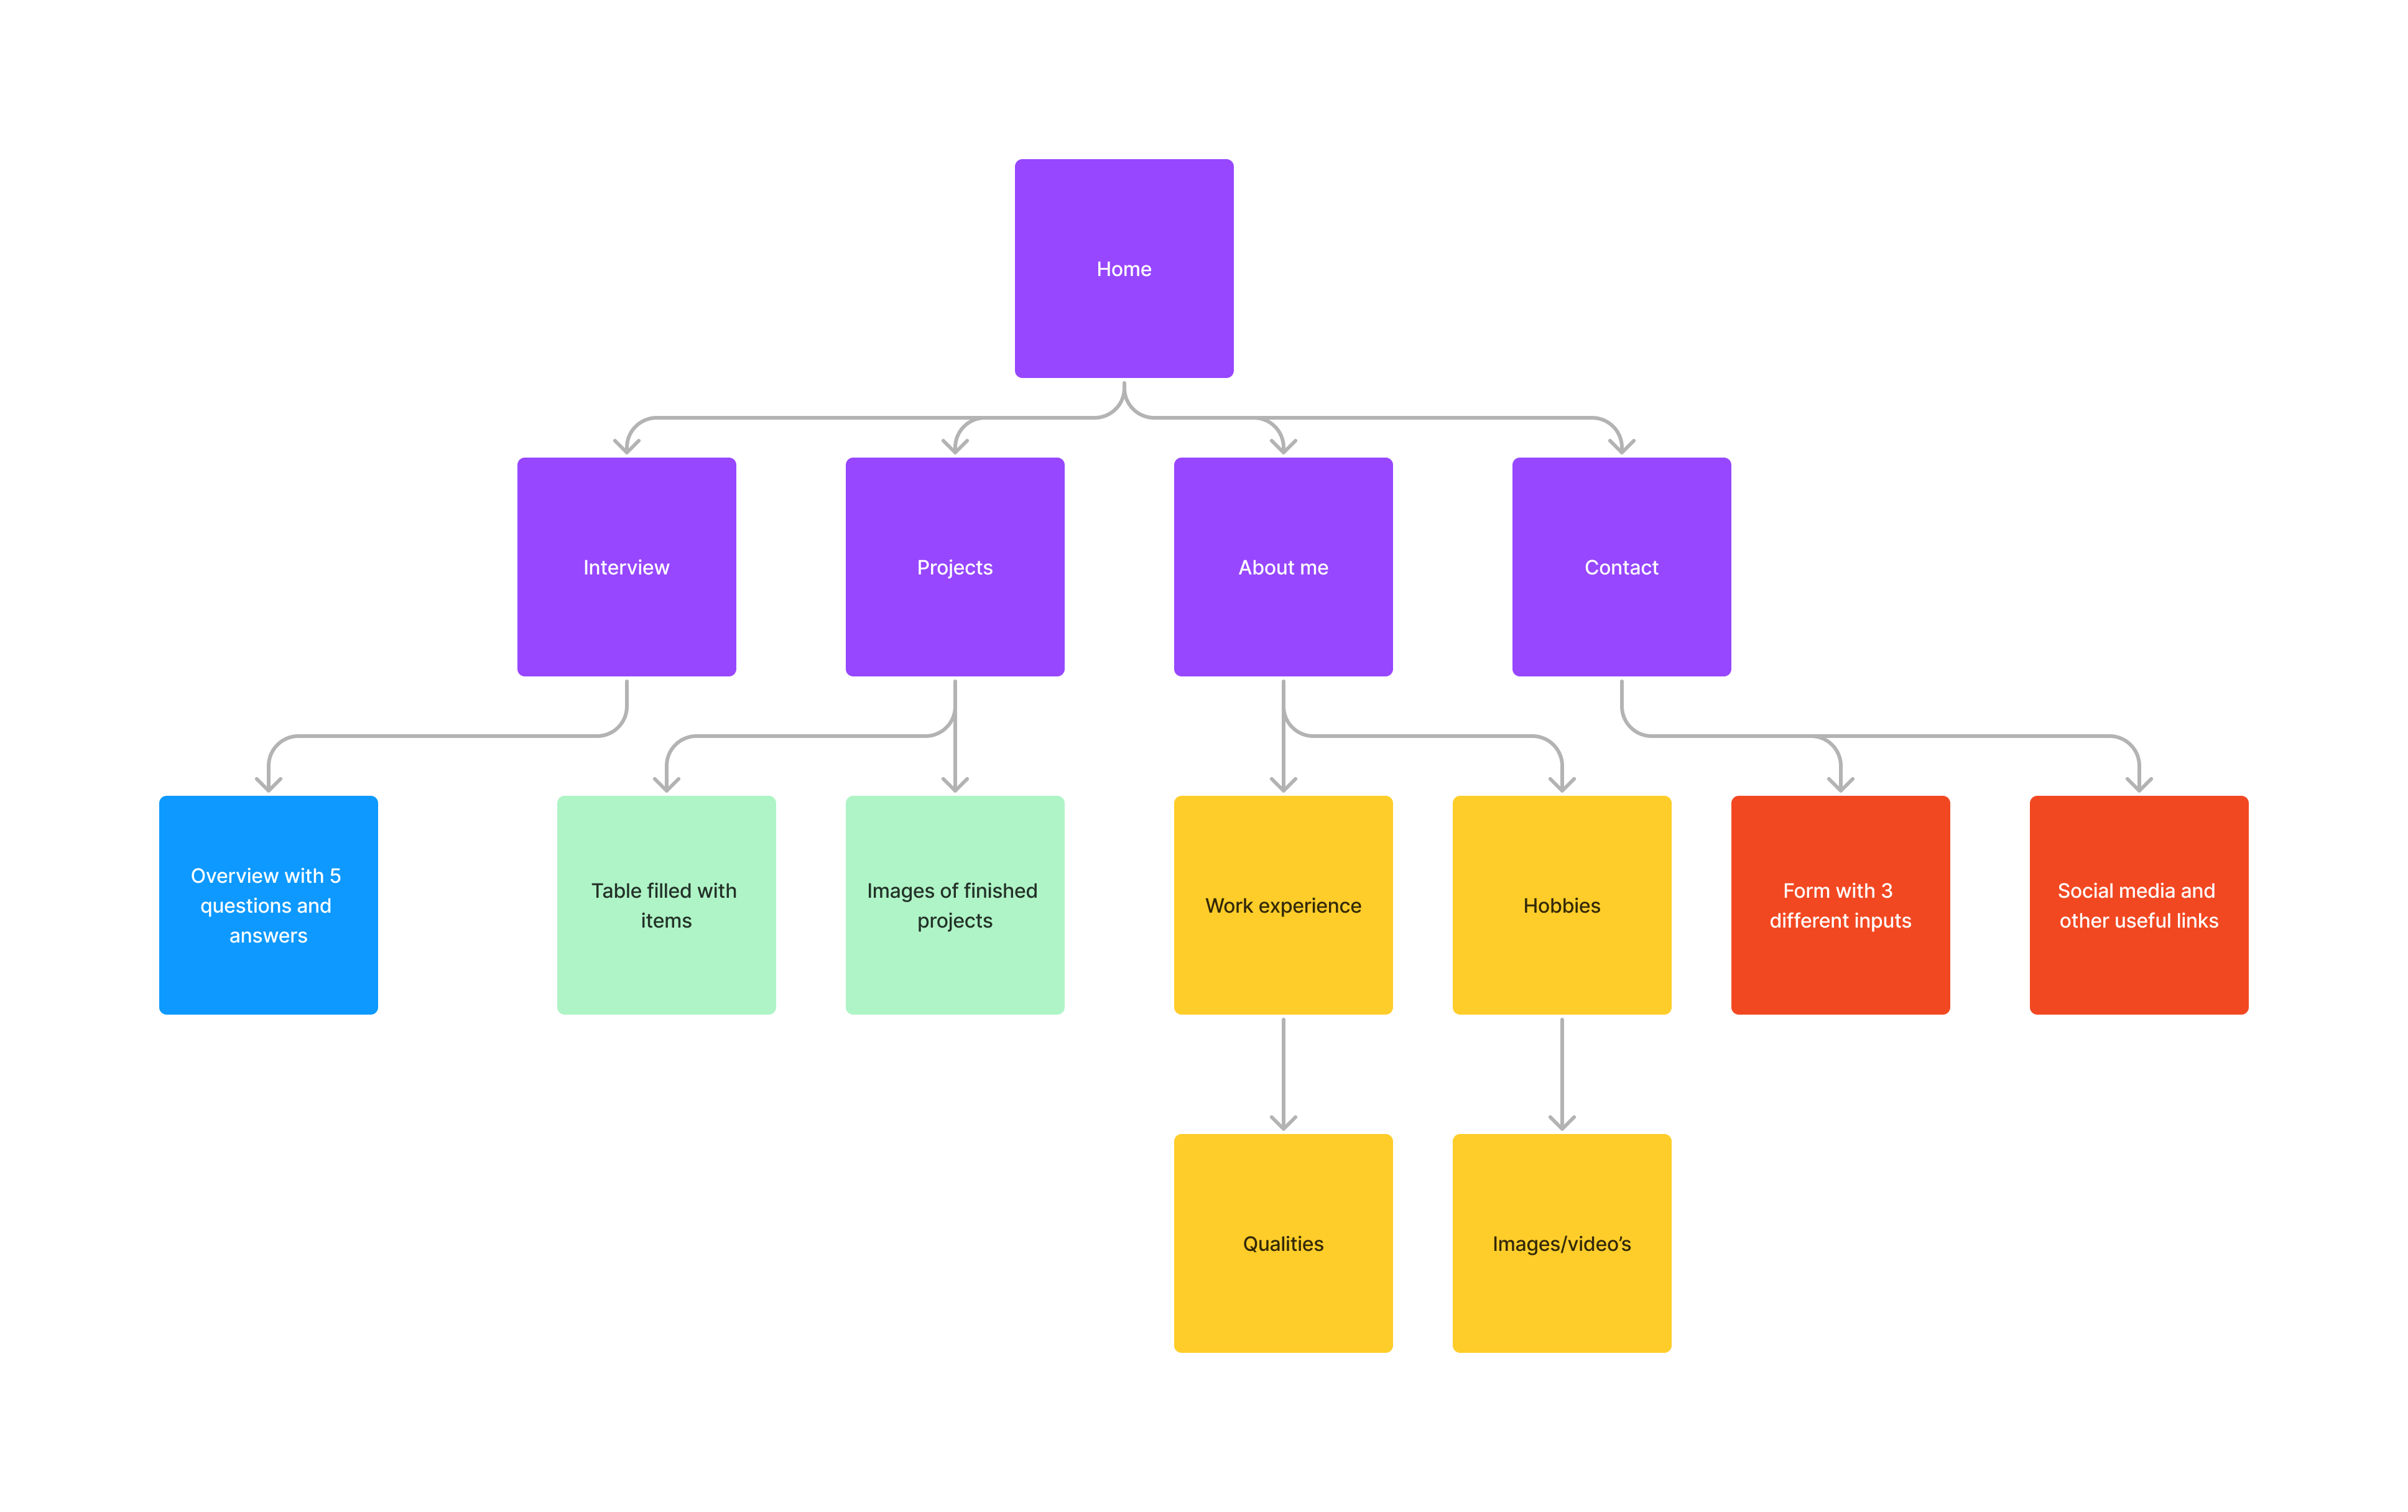 Home
Interview
Projects
About me
Contact
Overview with 5
questions and
answers
Table filled with
items
Images of finished
projects
Work experience
Hobbies
Form with 3
different inputs
Social media and
other useful links
Qualities
Images/video’s